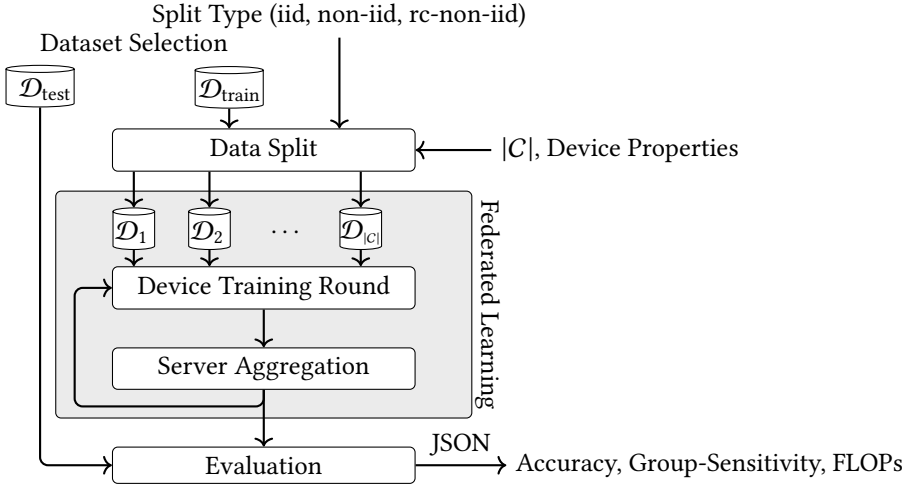 Split Type (iid, non-iid, rc-non-iid)
Dataset Selection
𝒟test
𝒟train
Data Split
|C|, Device Properties
𝒟1
𝒟2
...
𝒟|C|
Federated Learning
Device Training Round
Server Aggregation
JSON
Evaluation
Accuracy, Group-Sensitivity, FLOPs